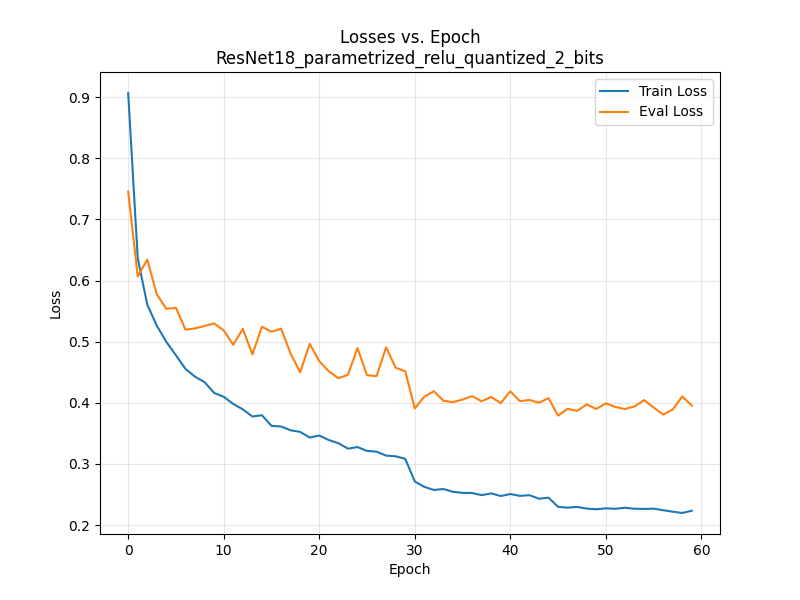 Losses vs. Epoch
ResNet18_parametrized_relu_quantized_2_bits
Train Loss
Eval Loss
0.9
0.8
0.7
0.6
0.5
0.4
0.3
0.2
Loss
0 10 20 30 40 50 60
Epoch